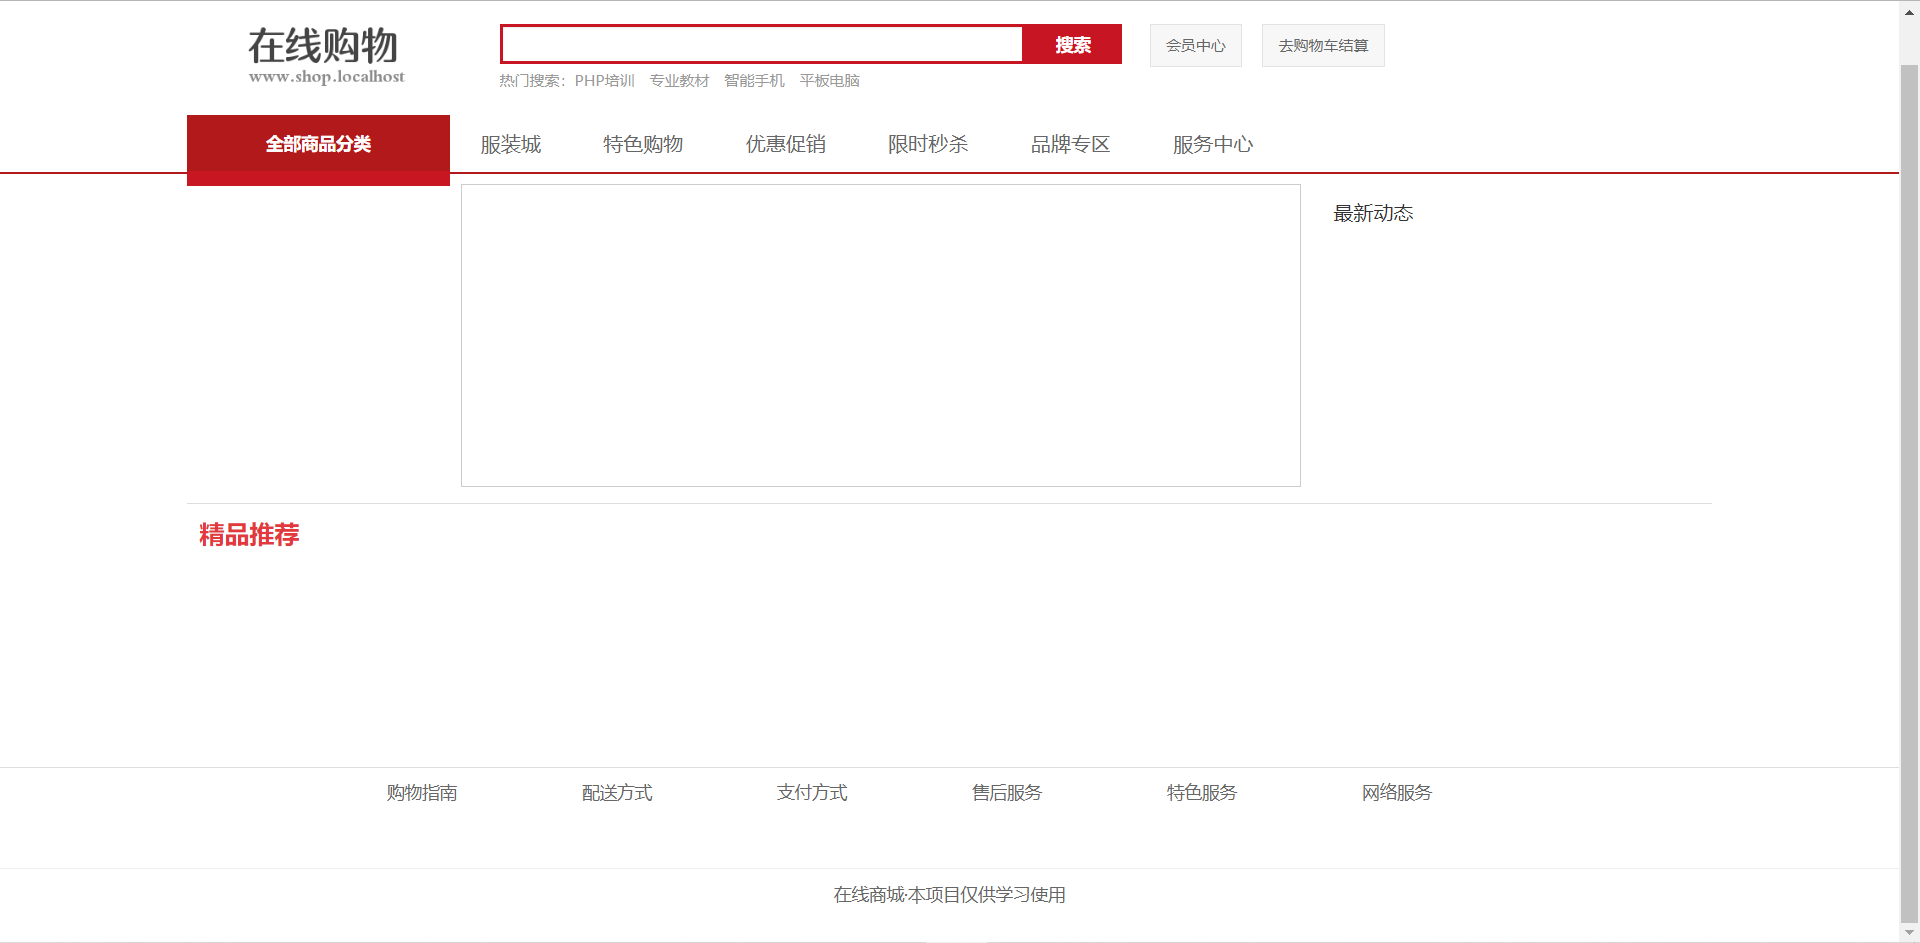 在线购物
www.shop.localhost
搜索
会员中心
去购物车结算
热门搜索： PHP培训 专业教材 智能手机 平板电脑
全部商品分类 服装城 特色购物 优惠促销 限时秒杀 品牌专区 服务中心
最新动态
精品推荐
购物指南 配送方式 支付方式 售后服务 特色服务 网络服务
在线商城·本项目仅供学习使用